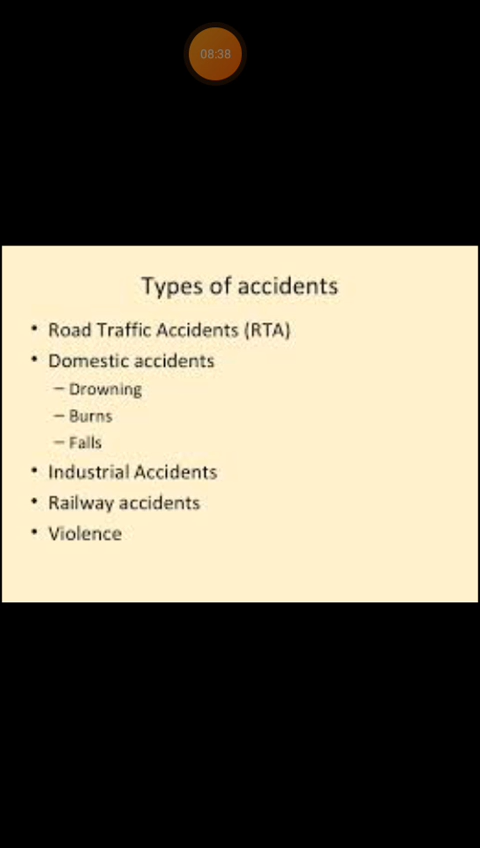 08:38
Types of accidents
• Road Traffic Accidents (RTA)
• Domestic accidents
– Drowning
– Burns
– Falls
• Industrial Accidents
• Railway accidents
• Violence